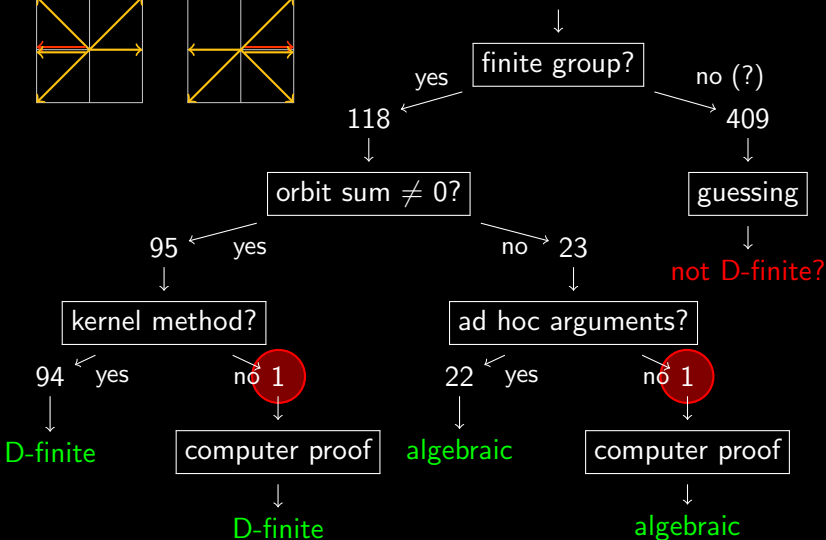 finite group?
yes
no (?)
118
409
orbit sum ≠ 0?
guessing
95
yes
no
23
not D-finite?
kernel method?
ad hoc arguments?
94
yes
no
1
22
yes
no
1
D-finite
computer proof
algebraic
computer proof
D-finite
algebraic